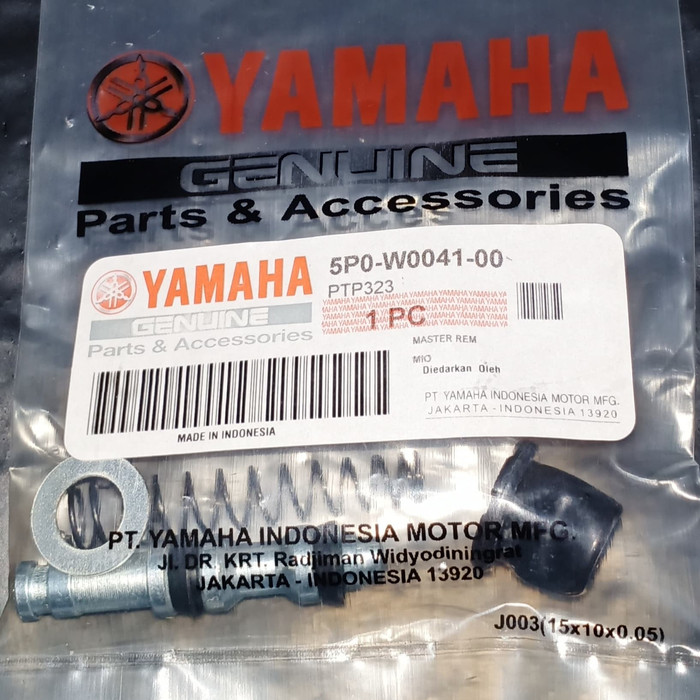 YAMAHA
GENUINE
Parts & Accessories
YAMAHA
GENUINE
Parts & Accessories
5P0-W0041-00
PTP323
1 PC
MASTER REM
MIO
Diedarkan Oleh
PT. YAMAHA INDONESIA MOTOR MFG.
JAKARTA - INDONESIA 13920
MADE IN INDONESIA
PT. YAMAHA INDONESIA MOTOR MFG.
Jl. DR. KRT. Radjiman Widyodiningrat
JAKARTA - INDONESIA 13920
J003(15x10x0.05)